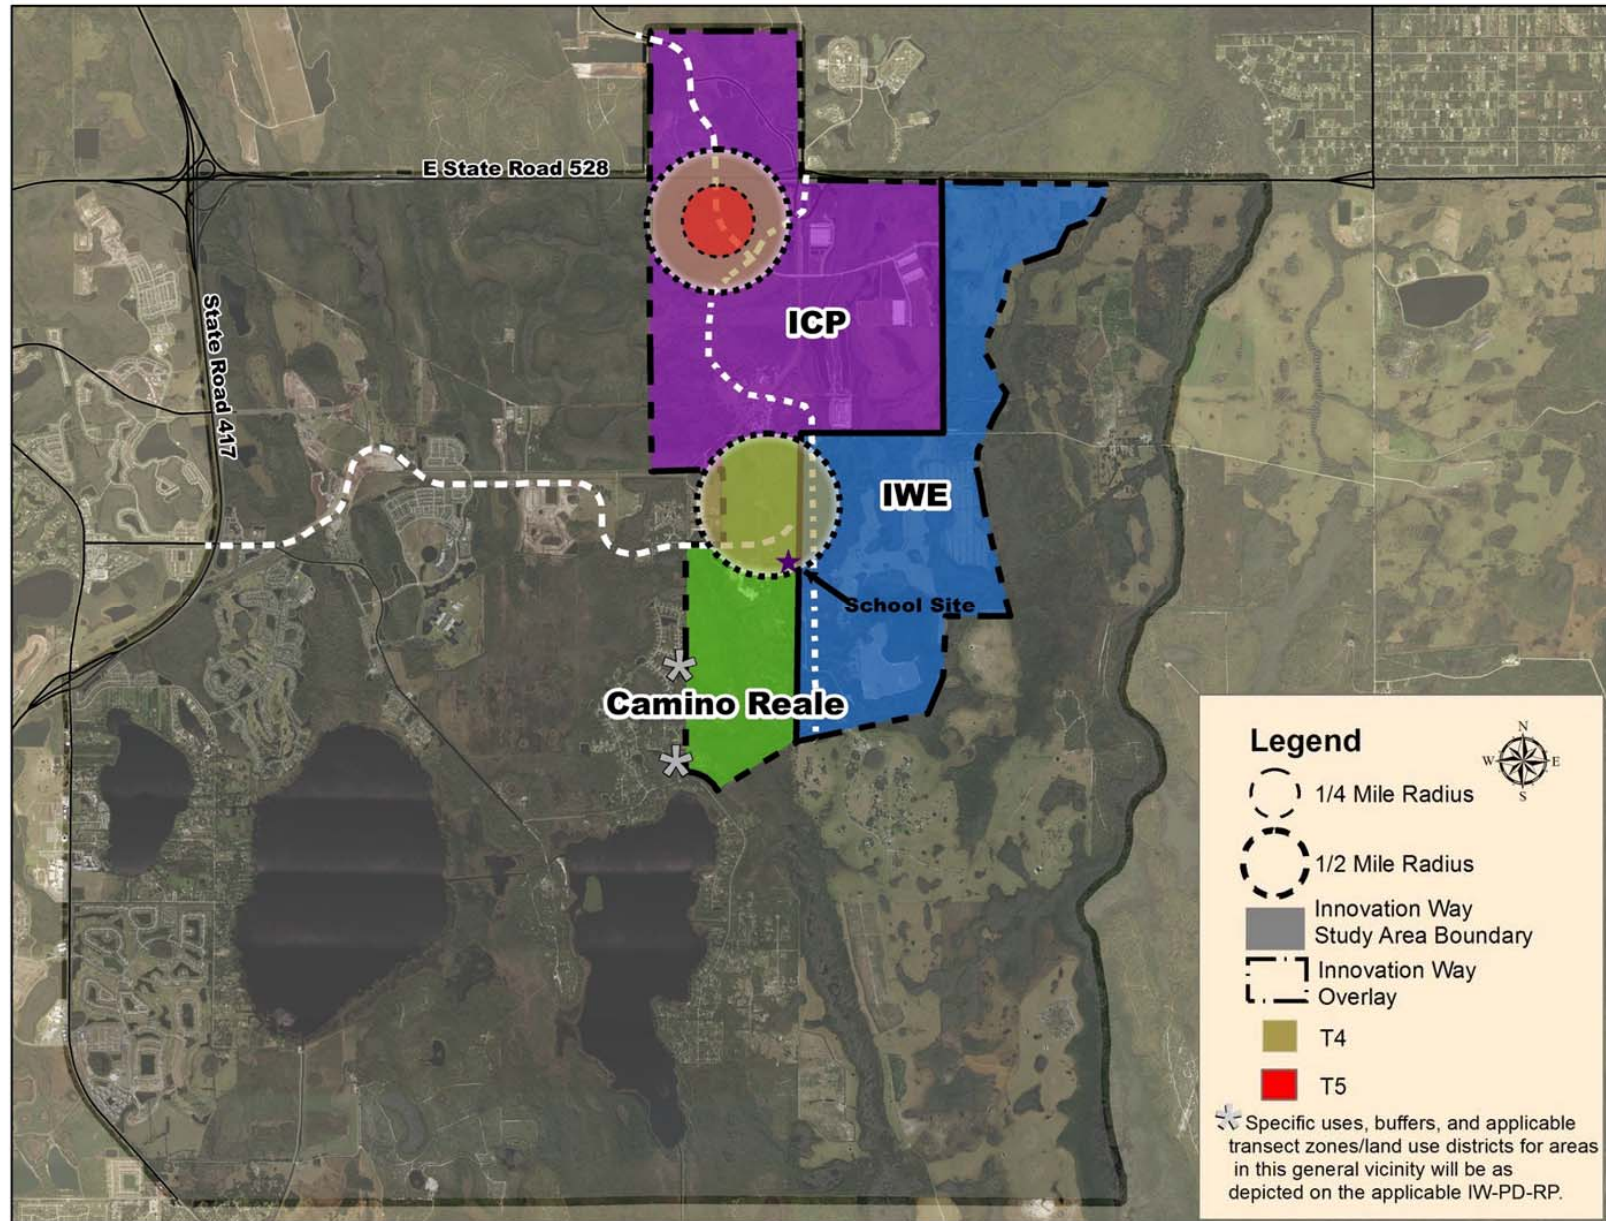 E State Road 528
State Road 417
ICP
IWE
School Site
Camino Reale
Legend
N
W E
S
1/4 Mile Radius
1/2 Mile Radius
Innovation Way
Study Area Boundary
Innovation Way
Overlay
T4
T5
Specific uses, buffers, and applicable
transect zones/land use districts for areas
in this general vicinity will be as
depicted on the applicable IW-PD-RP.